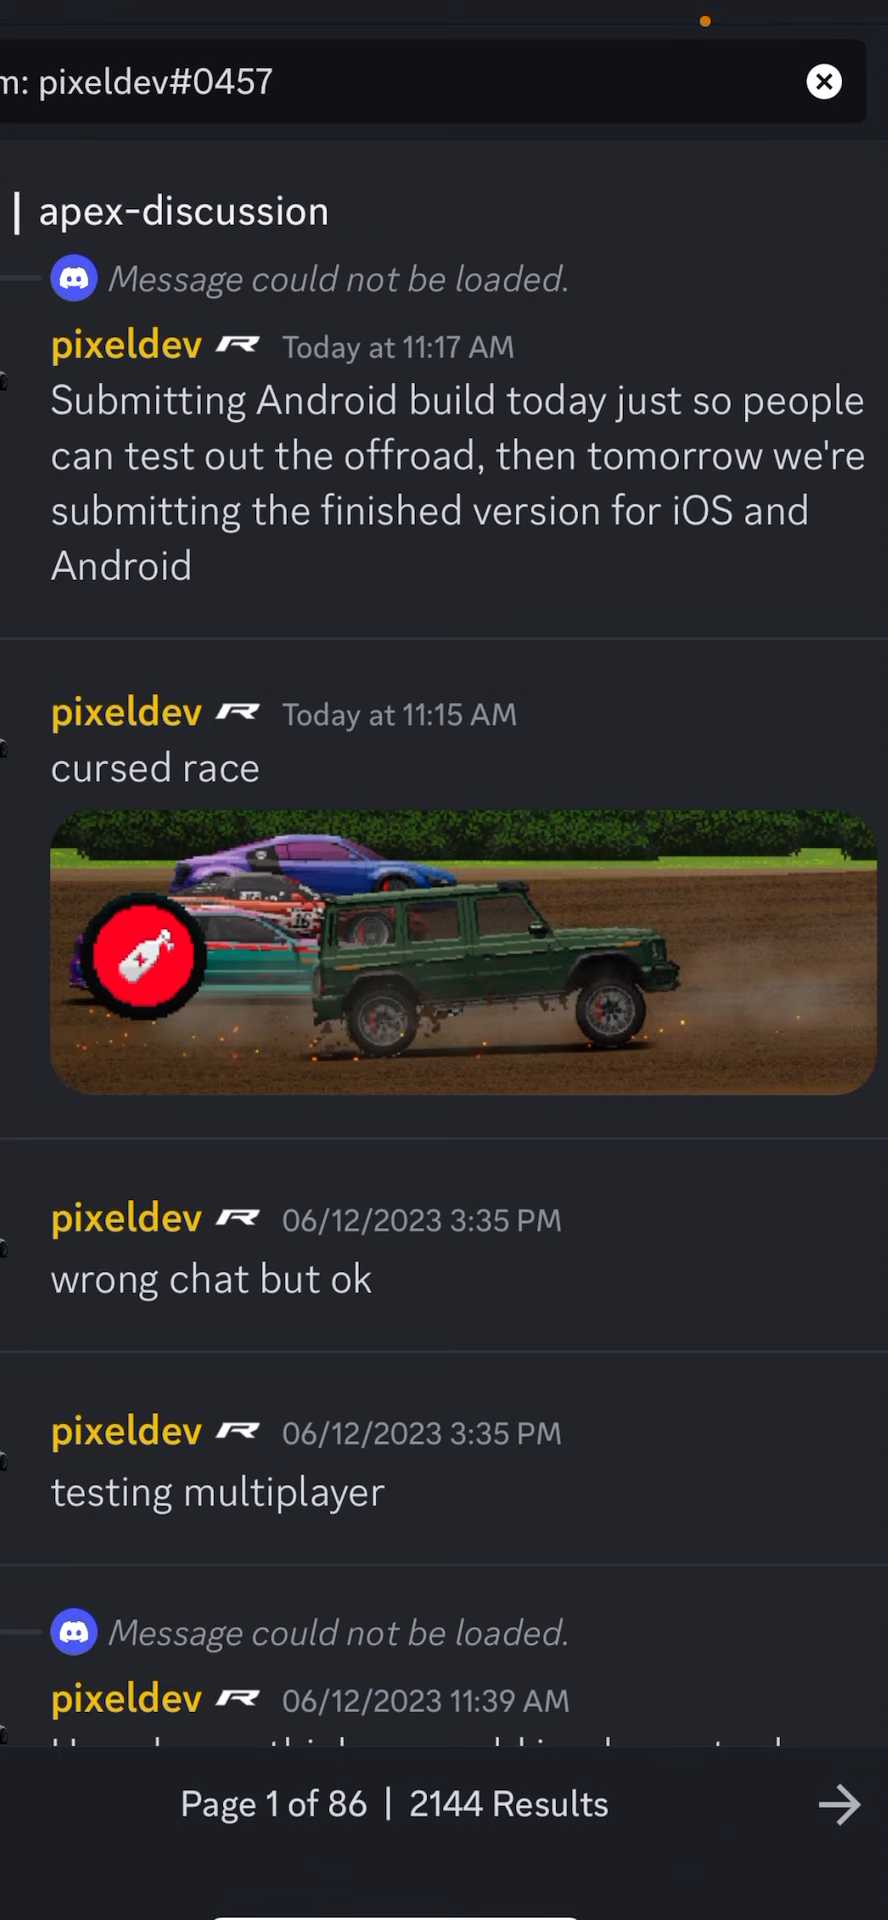 m: pixeldev#0457
apex-discussion
Message could not be loaded.
pixeldev Today at 11:17 AM
Submitting Android build today just so people
can test out the offroad, then tomorrow we're
submitting the finished version for iOS and
Android
pixeldev Today at 11:15 AM
cursed race
pixeldev 06/12/2023 3:35 PM
wrong chat but ok
pixeldev 06/12/2023 3:35 PM
testing multiplayer
Message could not be loaded.
pixeldev 06/12/2023 11:39 AM
Page 1 of 86 | 2144 Results